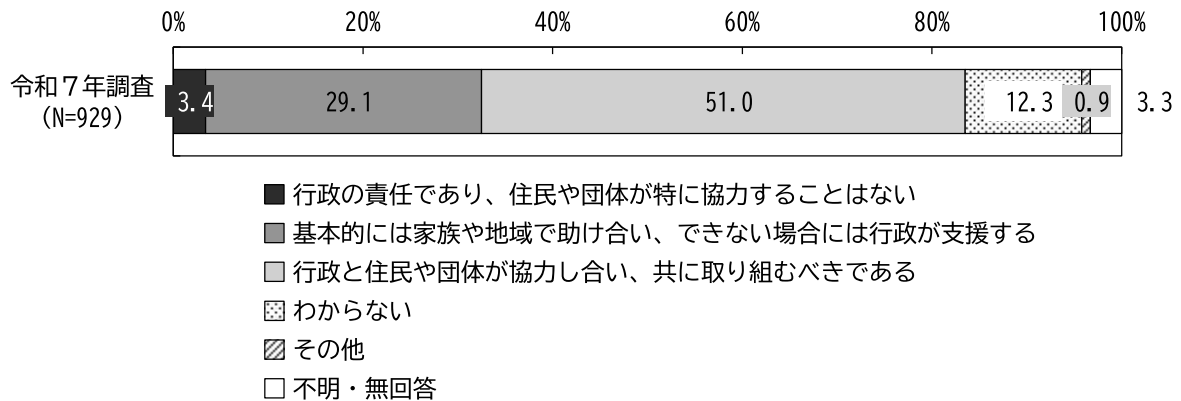 0% 20% 40% 60% 80% 100%
令和７年調査
(N=929)
3.4 29.1 51.0 12.3 0.9 3.3
行政の責任であり、住民や団体が特に協力することはない
基本的には家族や地域で助け合い、できない場合には行政が支援する
行政と住民や団体が協力し合い、共に取り組むべきである
わからない
その他
不明・無回答